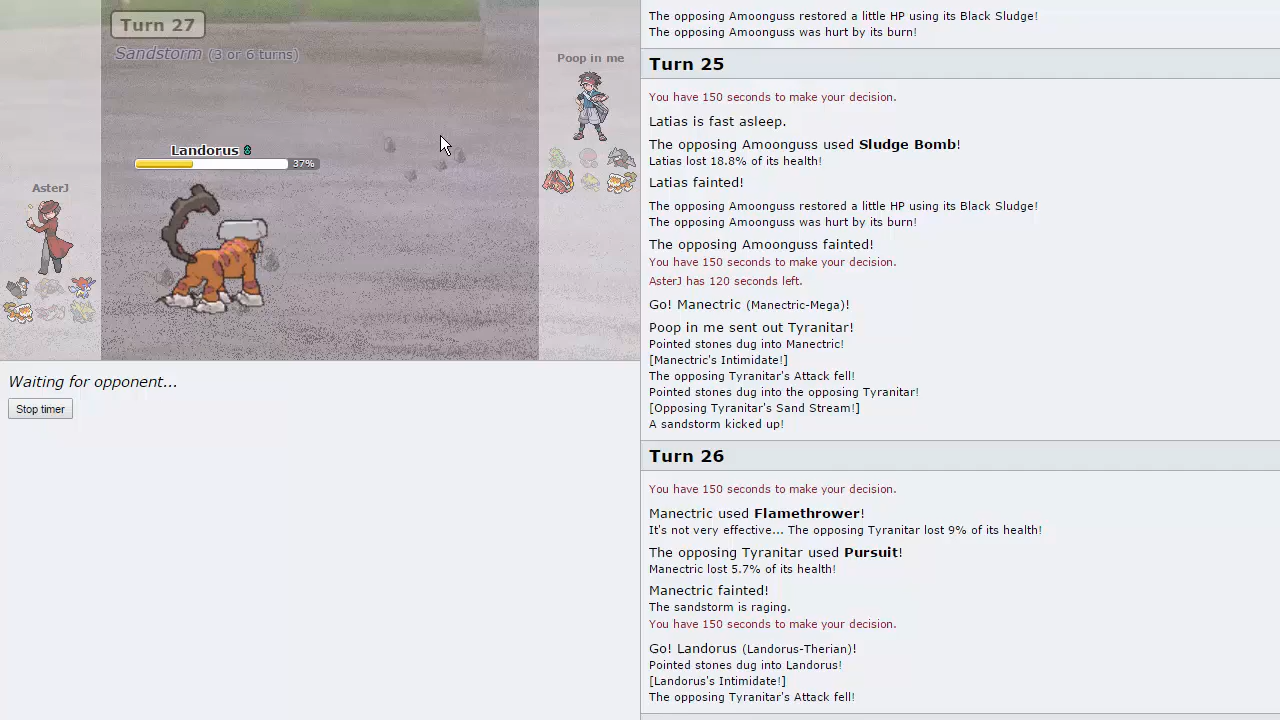 Turn 27
Sandstorm (3 or 6 turns)
Poop in me
Landorus
37%
AsterJ
Waiting for opponent...
Stop timer
The opposing Amoonguss restored a little HP using its Black Sludge!
The opposing Amoonguss was hurt by its burn!
Turn 25
You have 150 seconds to make your decision.
Latias is fast asleep.
The opposing Amoonguss used Sludge Bomb!
Latias lost 18.8% of its health!
Latias fainted!
The opposing Amoonguss restored a little HP using its Black Sludge!
The opposing Amoonguss was hurt by its burn!
The opposing Amoonguss fainted!
You have 150 seconds to make your decision.
AsterJ has 120 seconds left.
Go! Manectric (Manectric-Mega)!
Poop in me sent out Tyranitar!
Pointed stones dug into Manectric!
[Manectric's Intimidate!]
The opposing Tyranitar's Attack fell!
Pointed stones dug into the opposing Tyranitar!
[Opposing Tyranitar's Sand Stream!]
A sandstorm kicked up!
Turn 26
You have 150 seconds to make your decision.
Manectric used Flamethrower!
It's not very effective... The opposing Tyranitar lost 9% of its health!
The opposing Tyranitar used Pursuit!
Manectric lost 5.7% of its health!
Manectric fainted!
The sandstorm is raging.
You have 150 seconds to make your decision.
Go! Landorus (Landorus-Therian)!
Pointed stones dug into Landorus!
[Landorus's Intimidate!]
The opposing Tyranitar's Attack fell!